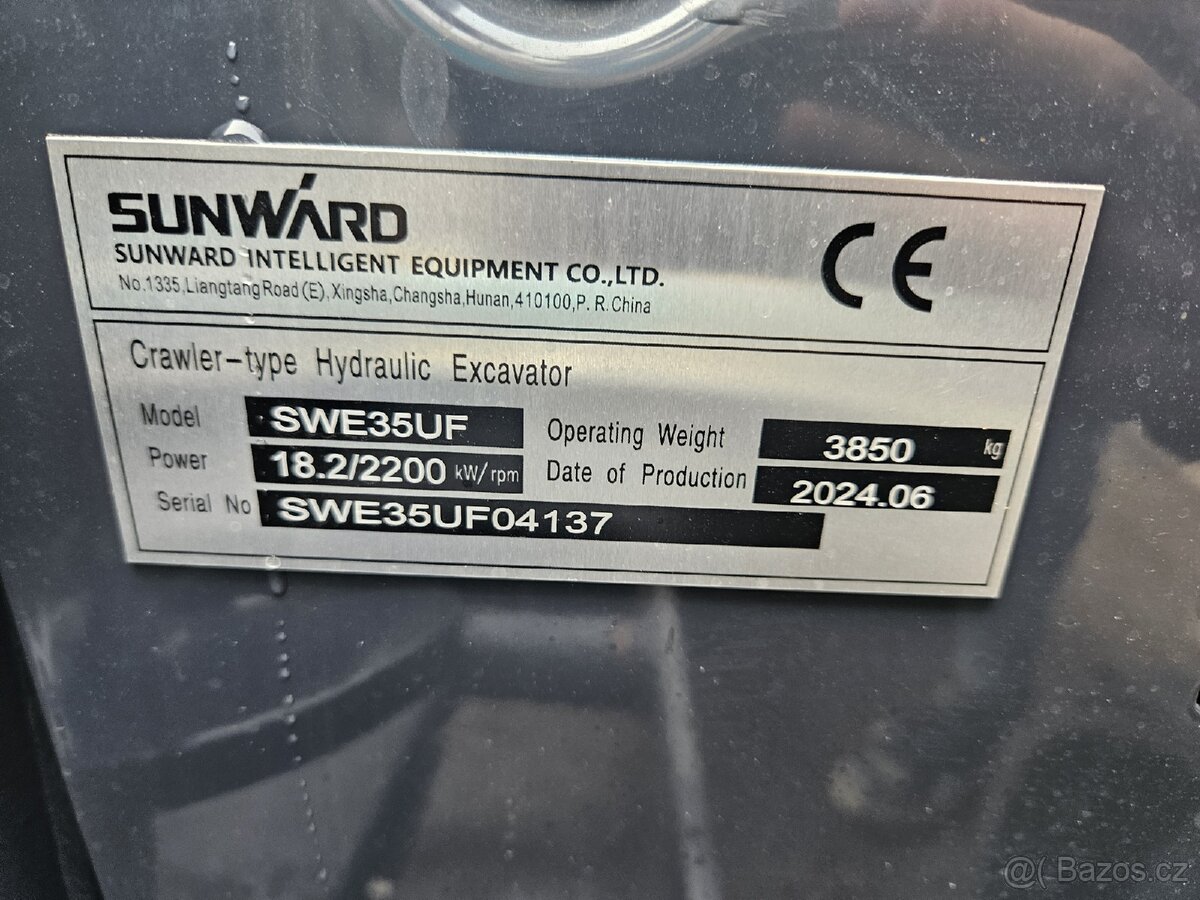 SUNWARD
SUNWARD INTELLIGENT EQUIPMENT CO.,LTD.
No.1335,Liangtang Road (E), Xingsha,Changsha,Hunan,410100,P. R. China
CE
Crawler-type Hydraulic Excavator
Model SWE35UF Operating Weight 3850 kg
Power 18.2/2200 kW/rpm Date of Production 2024.06
Serial No SWE35UF04137
@( Bazoš.cz